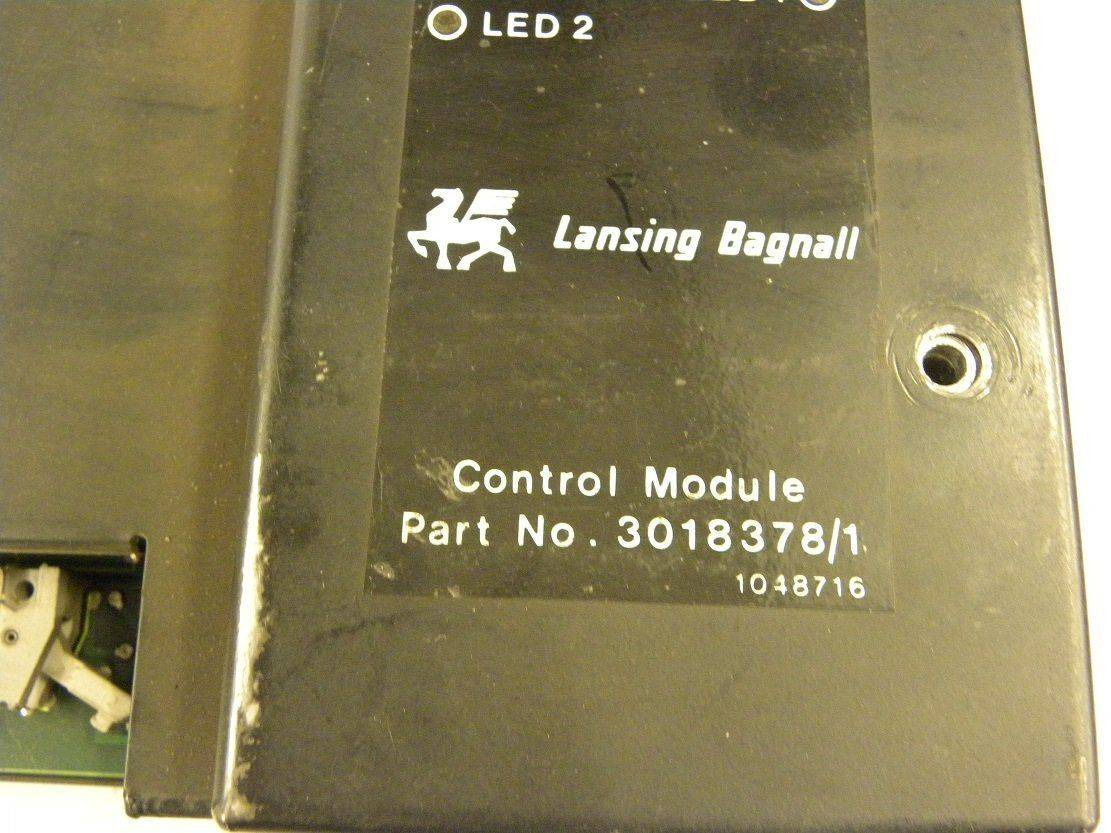 LED 2
Lansing Bagnall
Control Module
Part No. 3018378/1
1048716